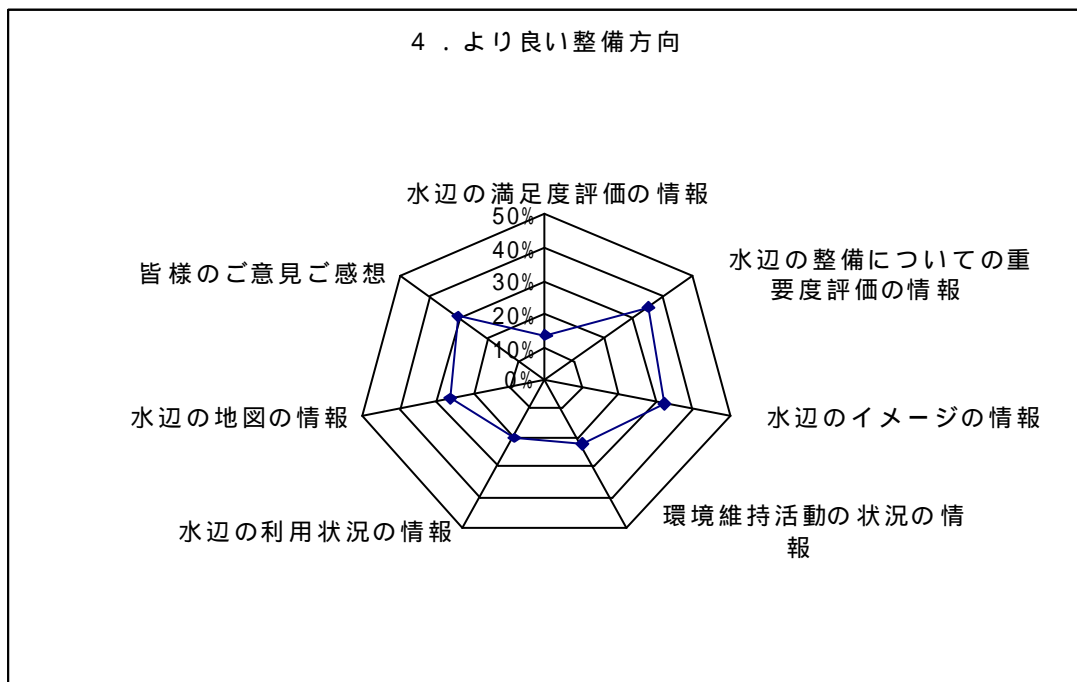 4．より良い整備方向
水辺の満足度評価の情報
50%
40%
30%
20%
10%
0%
水辺の整備についての重
要度評価の情報
水辺のイメージの情報
環境維持活動の状況の情
報
水辺の利用状況の情報
水辺の地図の情報
皆様のご意見ご感想